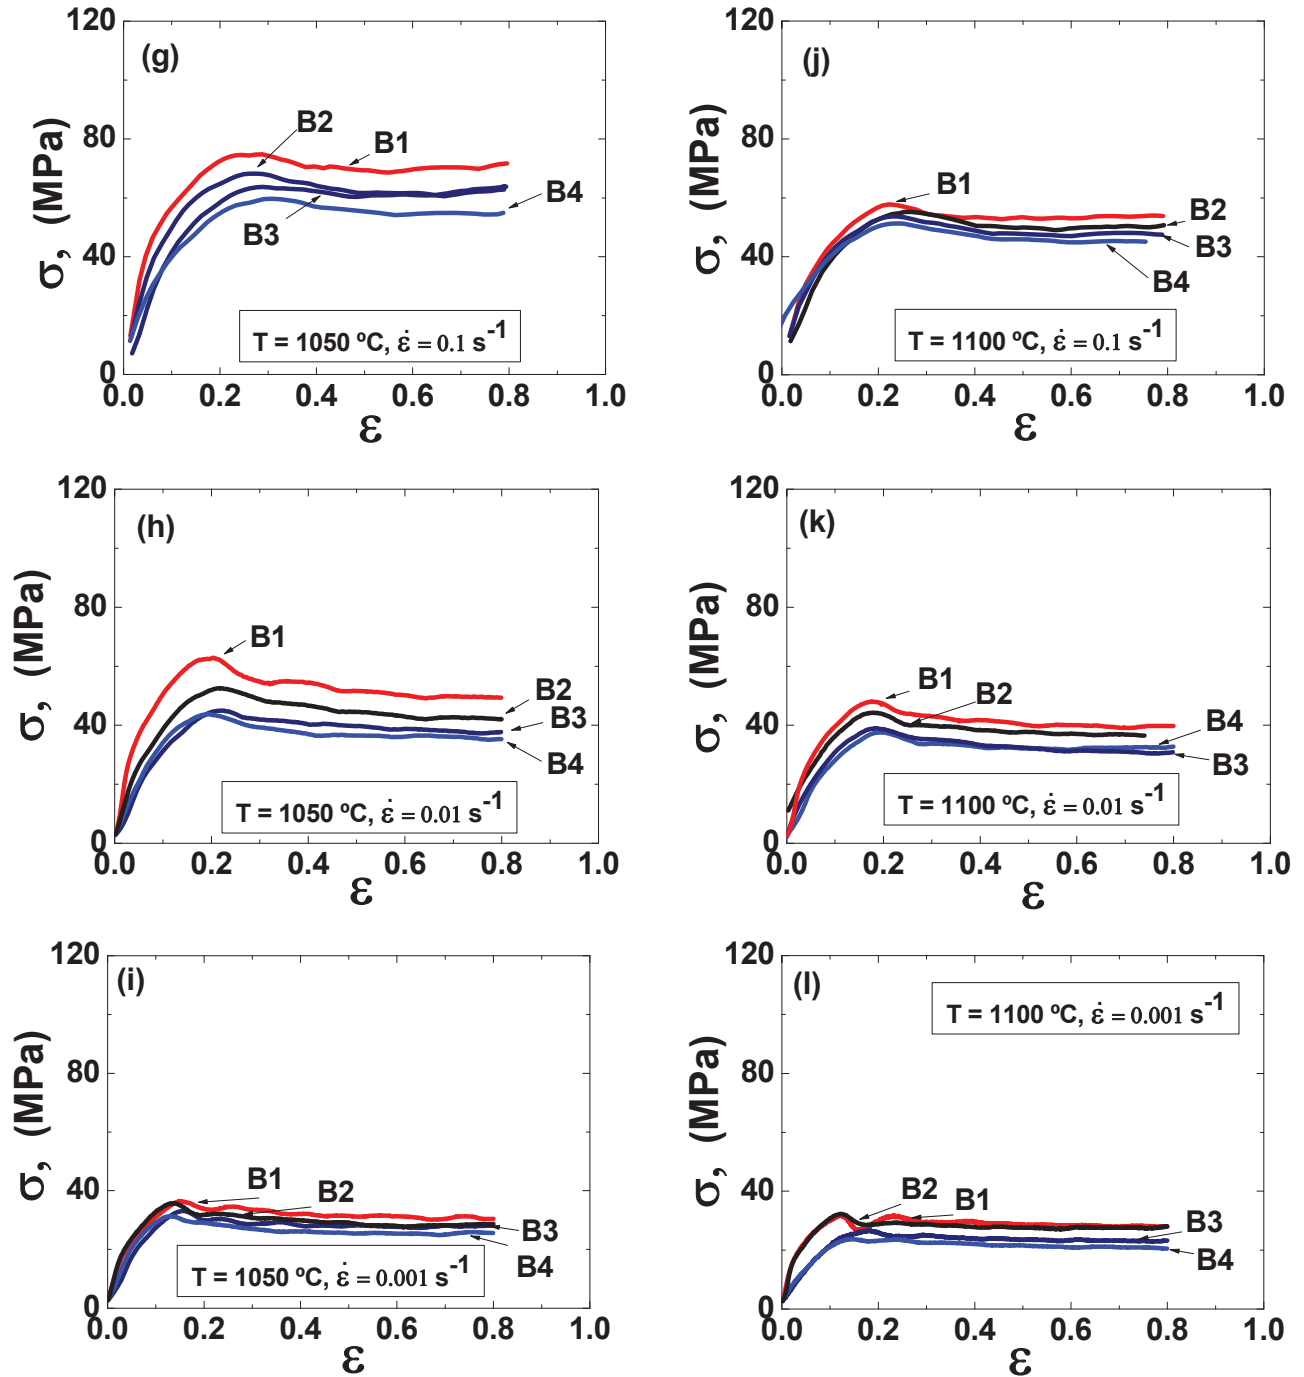 (g)
120
80
40
0
σ, (MPa)
B2
B1
B4
B3
T = 1050 ºC, ε̇ = 0.1 s⁻¹
0.0 0.2 0.4 0.6 0.8 1.0
ε
(j)
120
80
40
0
σ, (MPa)
B1
B2
B3
B4
T = 1100 ºC, ε̇ = 0.1 s⁻¹
0.0 0.2 0.4 0.6 0.8 1.0
ε
(h)
120
80
40
0
σ, (MPa)
B1
B2
B3
B4
T = 1050 ºC, ε̇ = 0.01 s⁻¹
0.0 0.2 0.4 0.6 0.8 1.0
ε
(k)
120
80
40
0
σ, (MPa)
B1
B2
B4
B3
T = 1100 ºC, ε̇ = 0.01 s⁻¹
0.0 0.2 0.4 0.6 0.8 1.0
ε
(i)
120
80
40
0
σ, (MPa)
B1
B2
B3
B4
T = 1050 ºC, ε̇ = 0.001 s⁻¹
0.0 0.2 0.4 0.6 0.8 1.0
ε
(l)
120
80
40
0
σ, (MPa)
T = 1100 ºC, ε̇ = 0.001 s⁻¹
B2
B1
B3
B4
0.0 0.2 0.4 0.6 0.8 1.0
ε